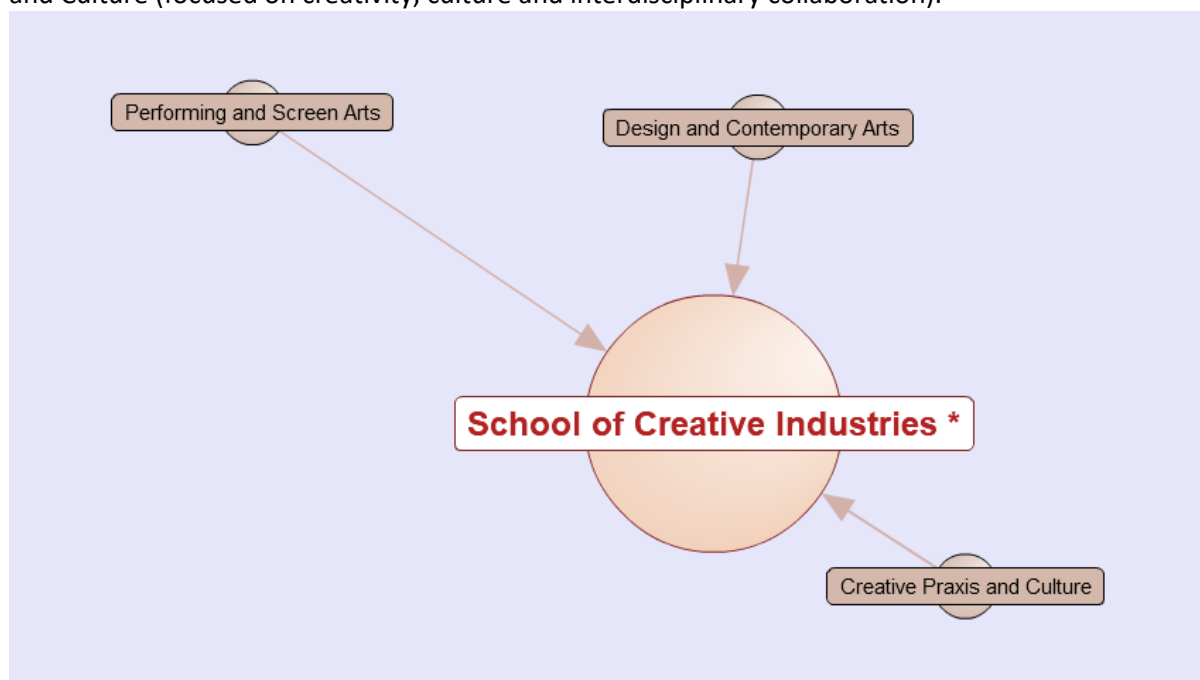 and Culture (focused on creativity, culture and interdisciplinary collaboration).
Performing and Screen Arts
Design and Contemporary Arts
School of Creative Industries *
Creative Praxis and Culture